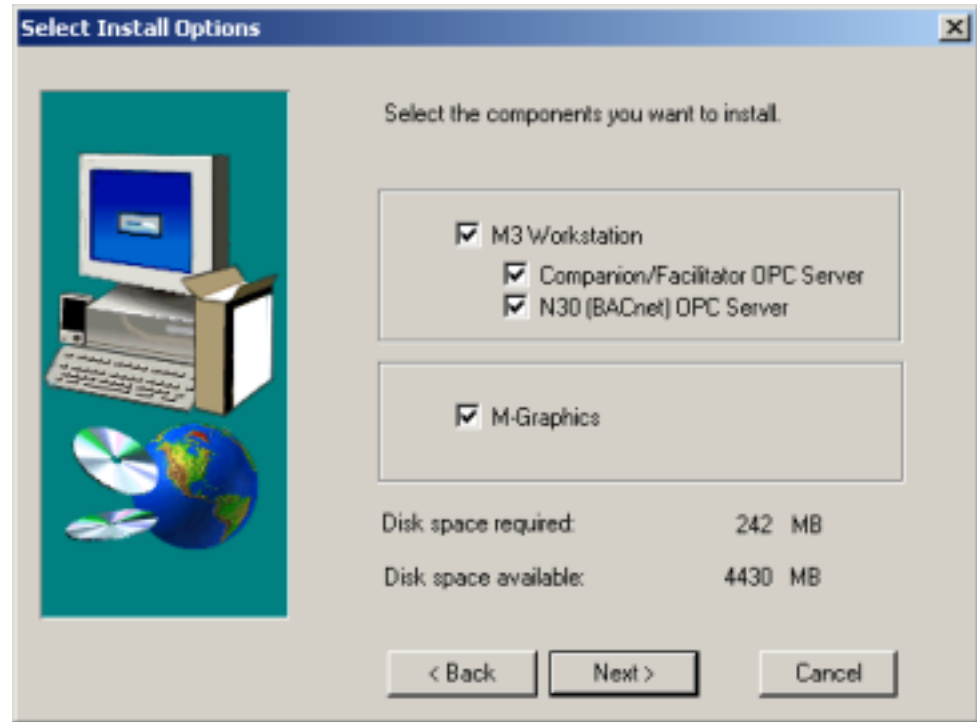 Select Install Options
Select the components you want to install.
M3 Workstation
Companion/Facilitator OPC Server
N30 (BACnet) OPC Server
M-Graphics
Disk space required: 242 MB
Disk space available: 4430 MB
< Back Next > Cancel